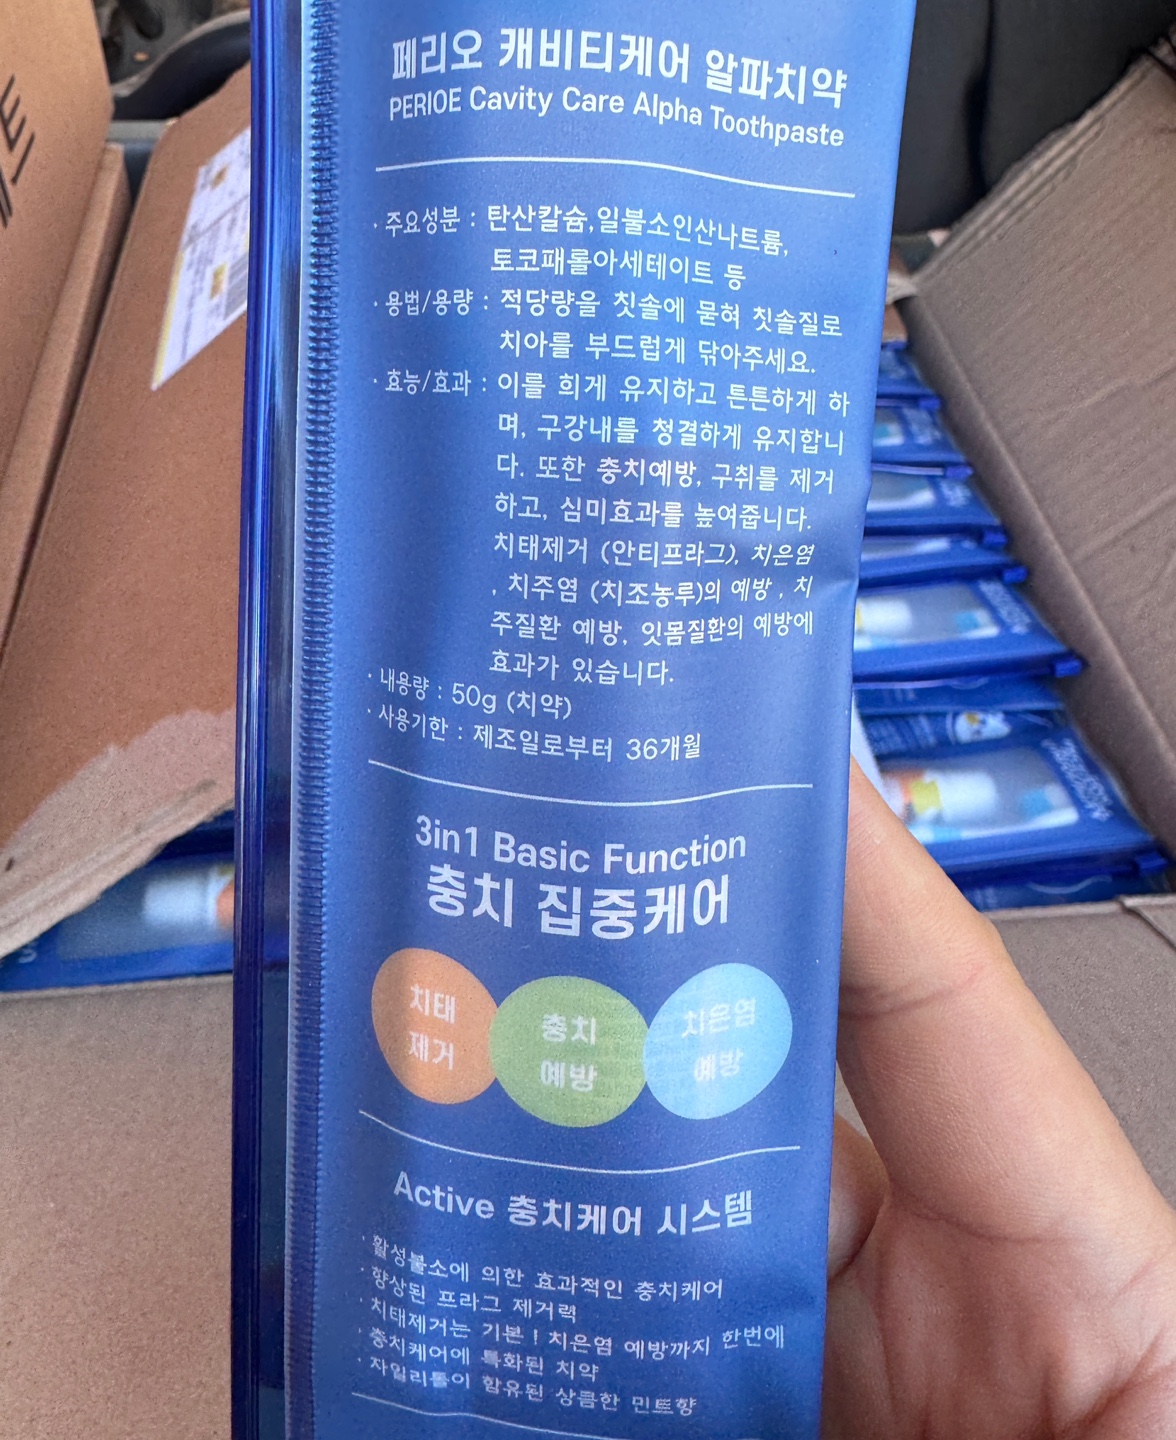 페리오 캐비티케어 알파치약
PERIOE Cavity Care Alpha Toothpaste
· 주요성분 : 탄산칼슘,일불소인산나트륨,
토코패롤아세테이트 등
· 용법/용량 : 적당량을 칫솔에 묻혀 칫솔질로
치아를 부드럽게 닦아주세요.
· 효능/효과 : 이를 희게 유지하고 튼튼하게 하
며, 구강내를 청결하게 유지합니
다. 또한 충치예방, 구취를 제거
하고, 심미효과를 높여줍니다.
치태제거 (안티프라그), 치은염
, 치주염 (치조농루)의 예방 , 치
주질환 예방, 잇몸질환의 예방에
효과가 있습니다.
· 내용량 : 50g (치약)
· 사용기한 : 제조일로부터 36개월
3in1 Basic Function
충치 집중케어
치태
제거
충치
예방
치은염
예방
Active 충치케어 시스템
· 활성불소에 의한 효과적인 충치케어
· 향상된 프라그 제거력
· 치태제거는 기본 ! 치은염 예방까지 한번에
· 충치케어에 특화된 치약
· 자일리톨이 함유된 상큼한 민트향